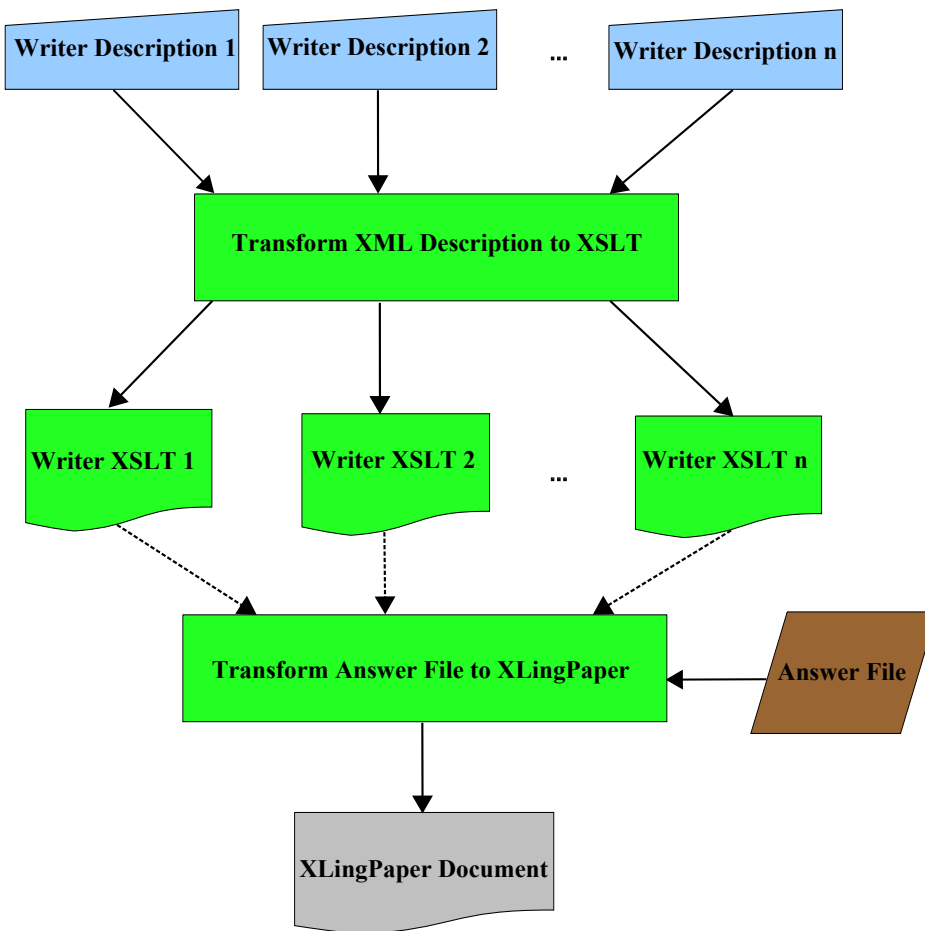 Writer Description 1
Writer Description 2
...
Writer Description n
Transform XML Description to XSLT
Writer XSLT 1
Writer XSLT 2
...
Writer XSLT n
Transform Answer File to XLingPaper
Answer File
XLingPaper Document